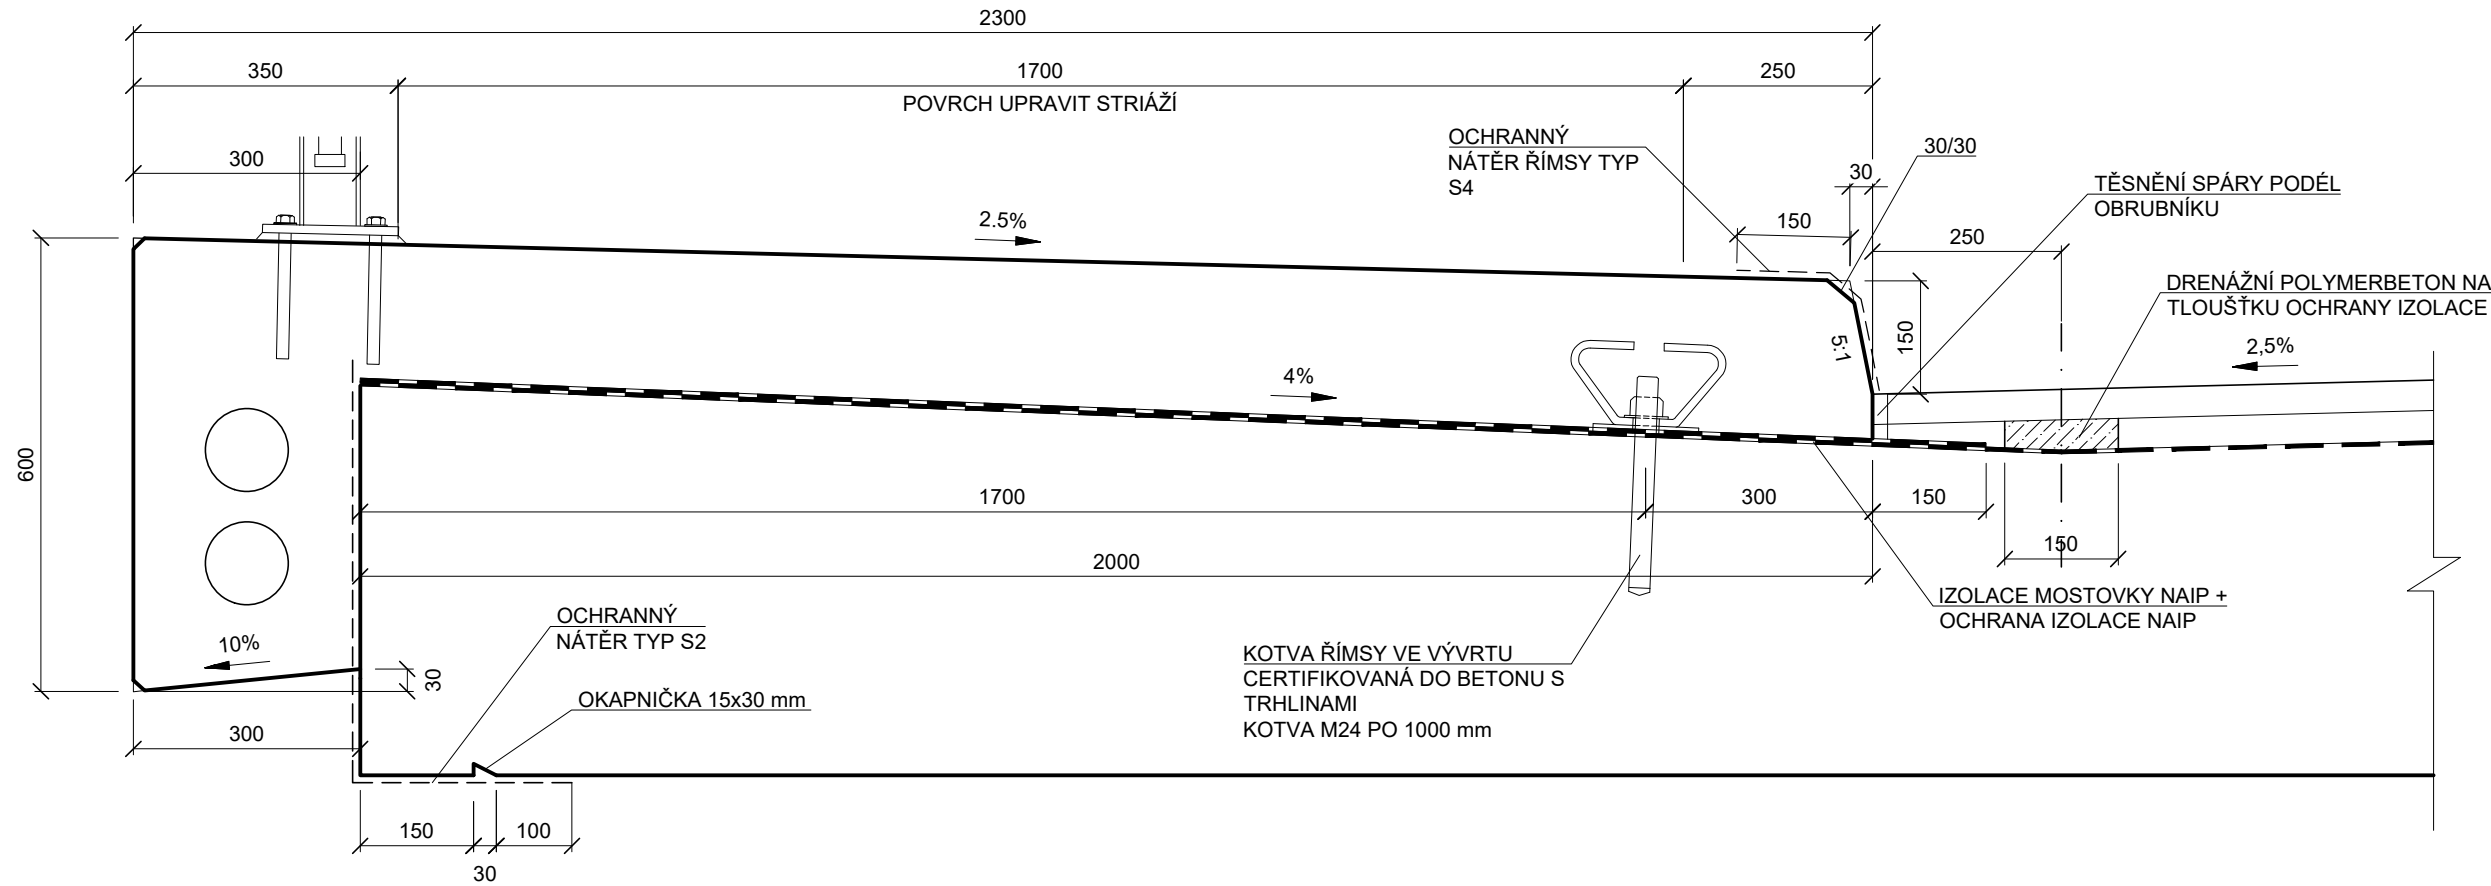 2300
350
1700
250
POVRCH UPRAVIT STRIÁŽÍ
300
OCHRANNÝ
NÁTĚR ŘÍMSY TYP
S4
30/30
30
TĚSNĚNÍ SPÁRY PODÉL
OBRUBNÍKU
2.5%
150
250
DRENÁŽNÍ POLYMERBETON NA
TLOUŠŤKU OCHRANY IZOLACE
150
5:1
2,5%
4%
600
1700
300
150
150
2000
IZOLACE MOSTOVKY NAIP +
OCHRANA IZOLACE NAIP
OCHRANNÝ
NÁTĚR TYP S2
10%
30
KOTVA ŘÍMSY VE VÝVRTU
CERTIFIKOVANÁ DO BETONU S
TRHLINAMI
KOTVA M24 PO 1000 mm
OKAPNIČKA 15x30 mm
300
150
100
30